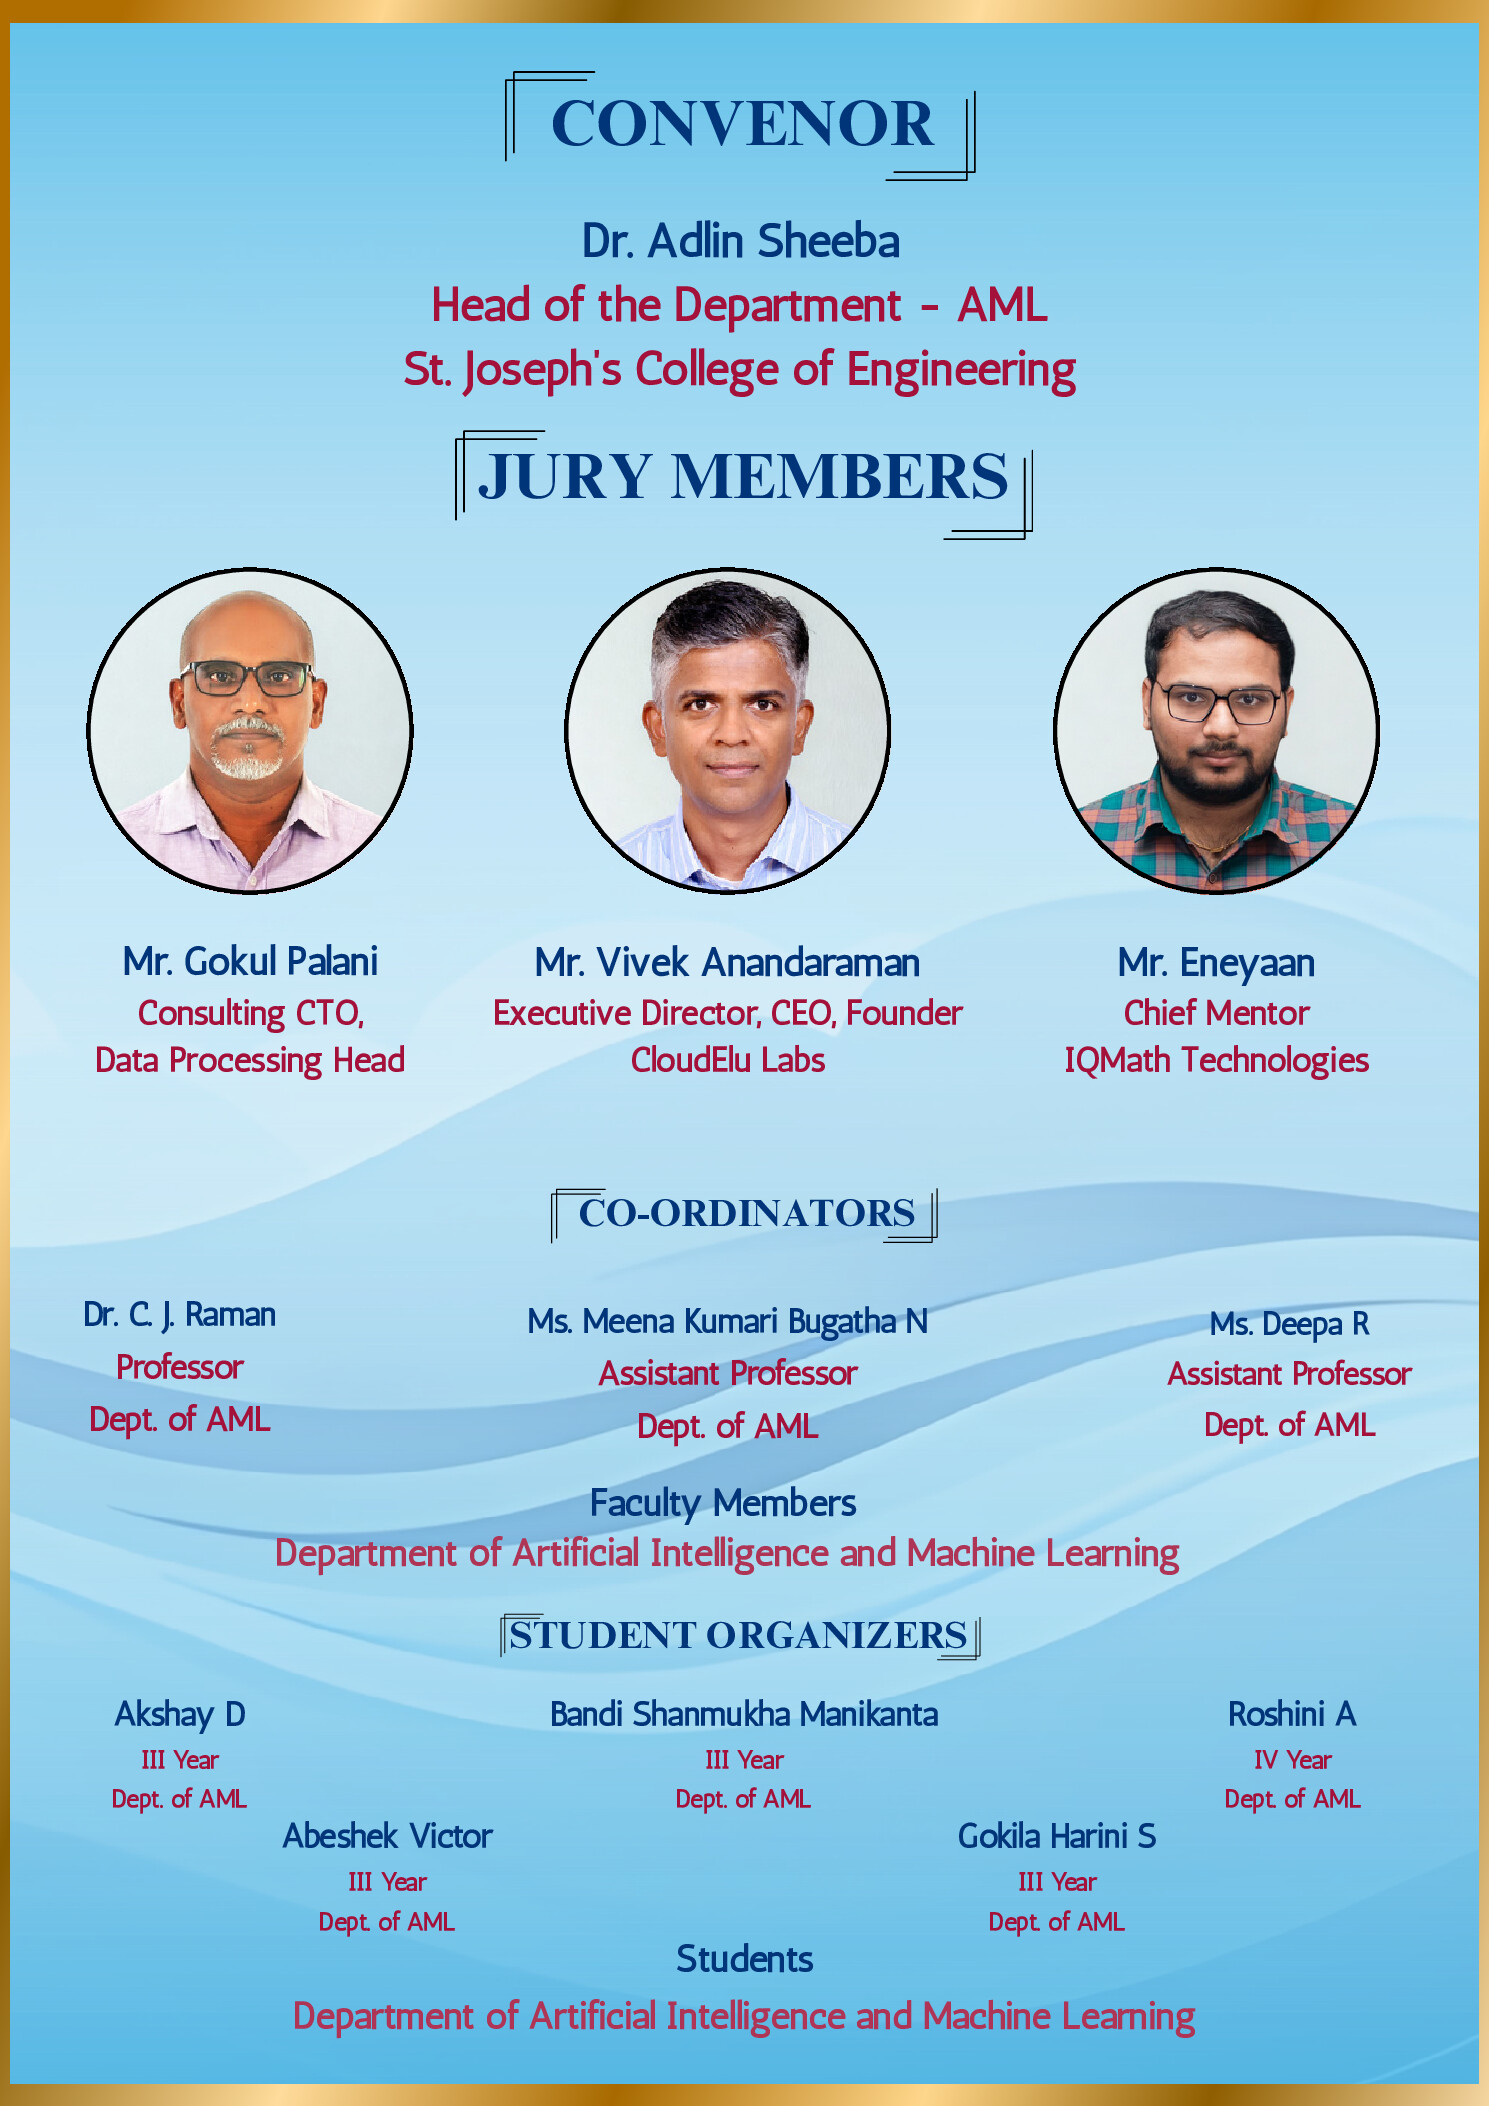 CONVENOR
Dr. Adlin Sheeba
Head of the Department - AML
St. Joseph's College of Engineering
JURY MEMBERS
Mr. Gokul Palani
Consulting CTO,
Data Processing Head
Mr. Vivek Anandaraman
Executive Director, CEO, Founder
CloudElu Labs
Mr. Eneyaan
Chief Mentor
IQMath Technologies
CO-ORDINATORS
Dr. C. J. Raman
Professor
Dept. of AML
Ms. Meena Kumari Bugatha N
Assistant Professor
Dept. of AML
Ms. Deepa R
Assistant Professor
Dept. of AML
Faculty Members
Department of Artificial Intelligence and Machine Learning
STUDENT ORGANIZERS
Akshay D
III Year
Dept. of AML
Bandi Shanmukha Manikanta
III Year
Dept. of AML
Roshini A
IV Year
Dept. of AML
Abeshek Victor
III Year
Dept. of AML
Gokila Harini S
III Year
Dept. of AML
Students
Department of Artificial Intelligence and Machine Learning